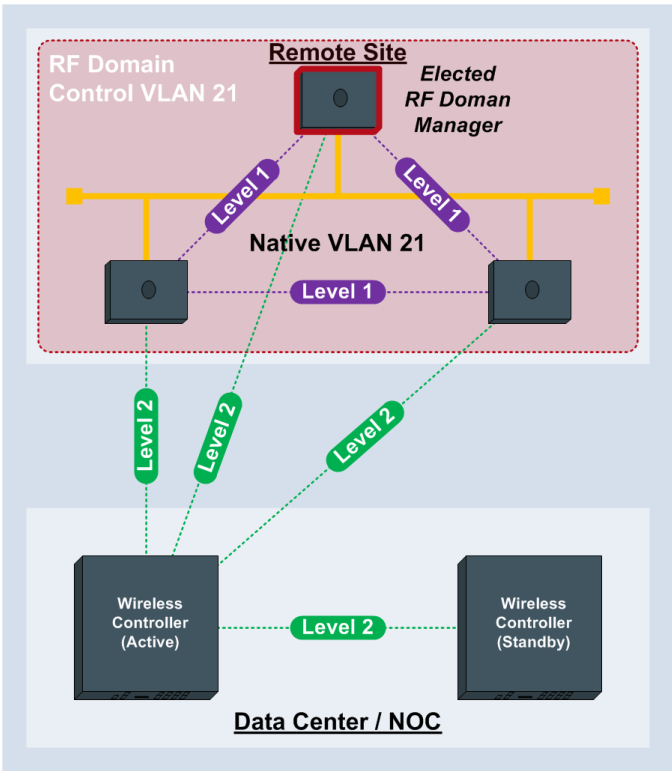 Remote Site
RF Domain
Control VLAN 21
Elected
RF Doman
Manager
Level 1
Level 1
Native VLAN 21
Level 1
Level 2
Level 2
Level 2
Wireless
Controller
(Active)
Level 2
Wireless
Controller
(Standby)
Data Center / NOC